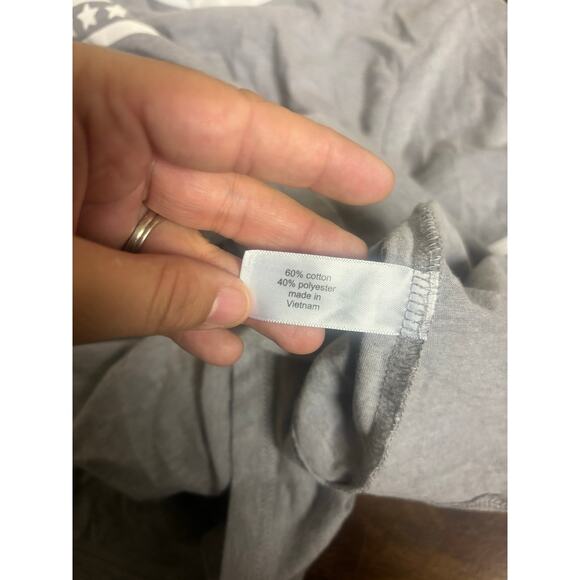 60% cotton
40% polyester
made in
Vietnam